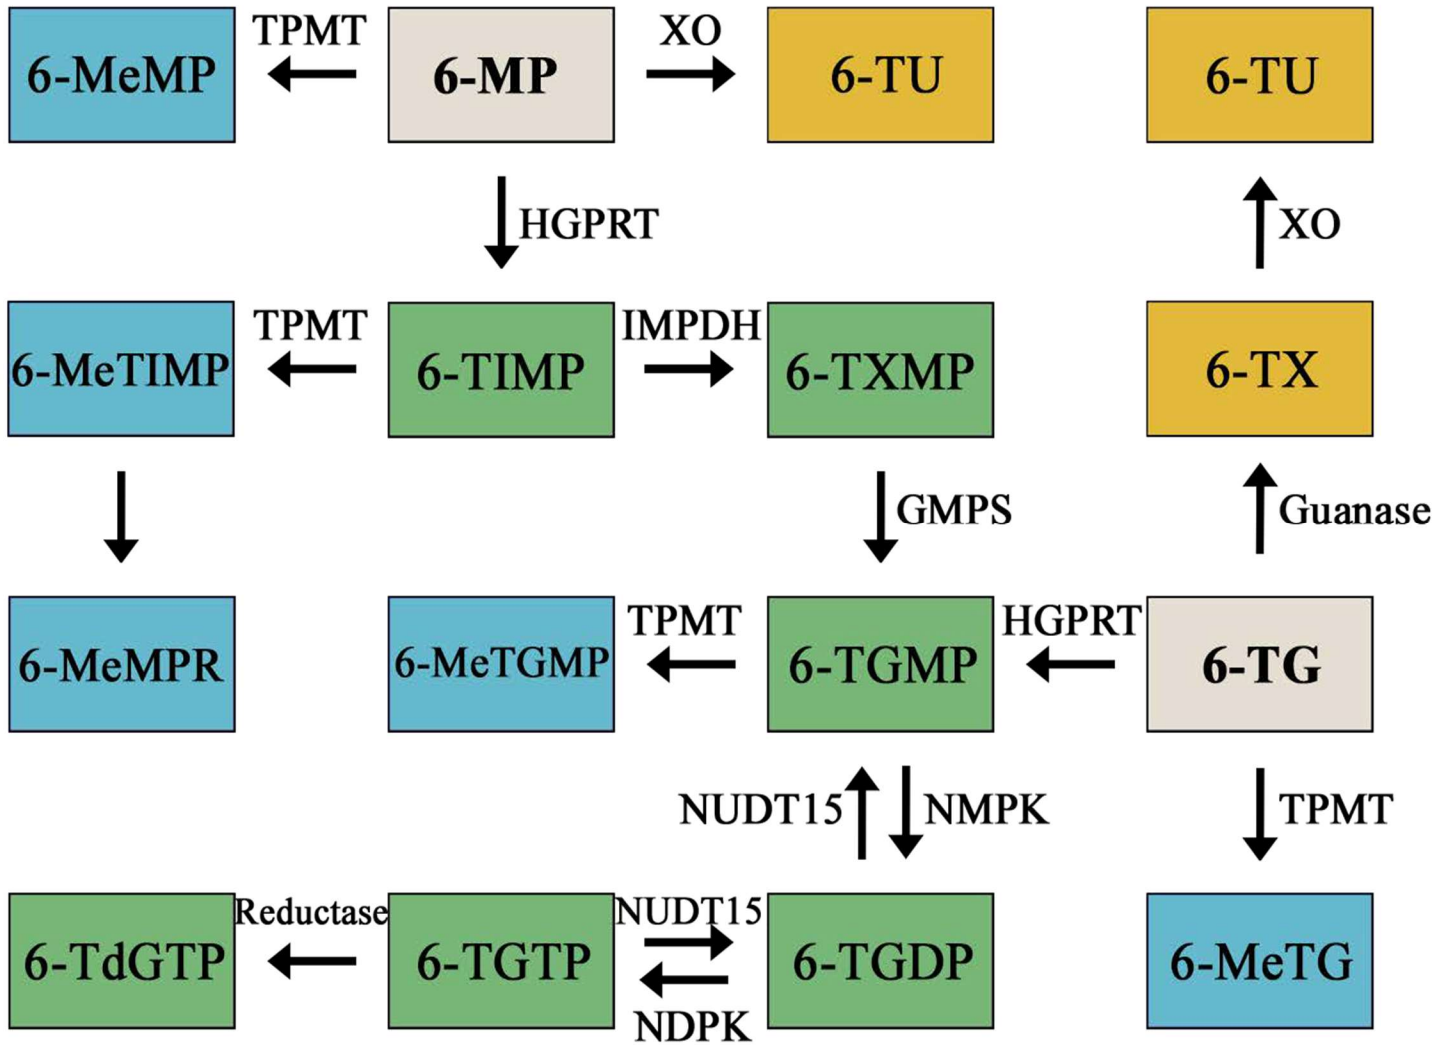 TPMT
XO
6-MeMP
6-MP
6-TU
6-TU
HGPRT
XO
TPMT
IMPDH
6-MeTIMP
6-TIMP
6-TXMP
6-TX
GMPS
Guanase
TPMT
HGPRT
6-MeMPR
6-MeTGMP
6-TGMP
6-TG
NUDT15
NMPK
TPMT
Reductase
NUDT15
6-TdGTP
6-TGTP
6-TGDP
6-MeTG
NDPK